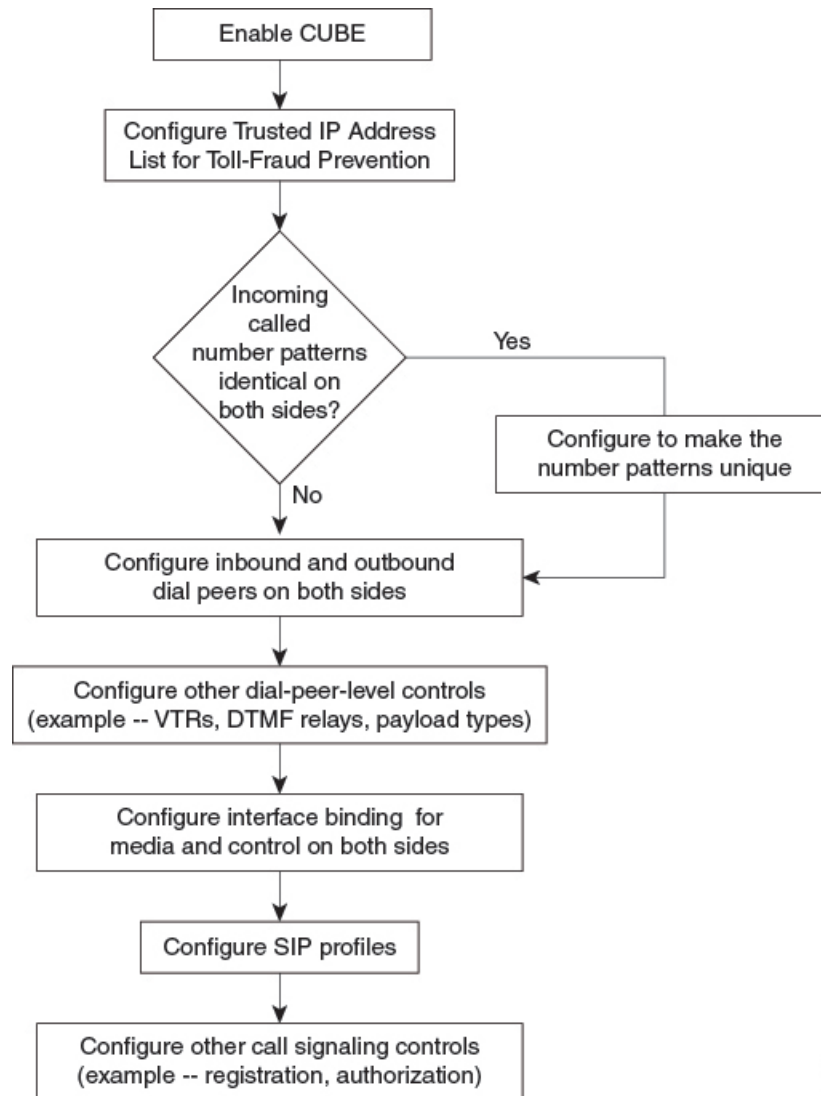 Enable CUBE
Configure Trusted IP Address
List for Toll-Fraud Prevention
Incoming
called
number patterns
identical on
both sides?
Yes
Configure to make the
number patterns unique
No
Configure inbound and outbound
dial peers on both sides
Configure other dial-peer-level controls
(example -- VTRs, DTMF relays, payload types)
Configure interface binding for
media and control on both sides
Configure SIP profiles
Configure other call signaling controls
(example -- registration, authorization)